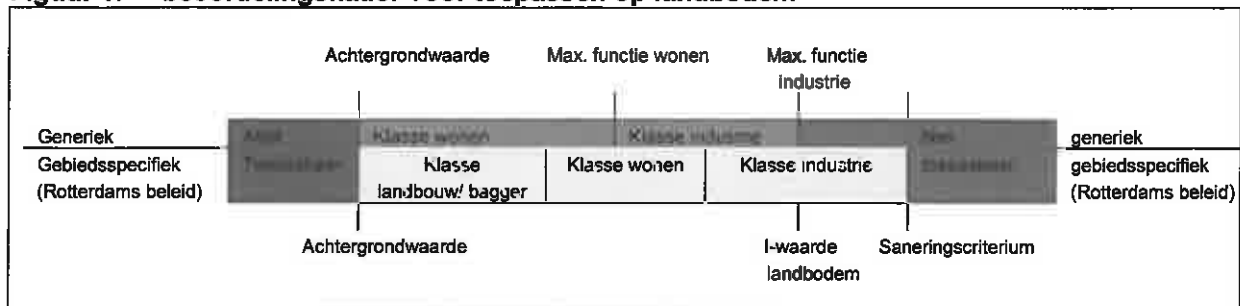 Achtergrondwaarde Max. functie wonen Max. functie
industrie
Generiek Klasse wonen Klasse industrie generiek
Gebiedsspecifiek Klasse Klasse wonen Klasse industrie gebiedsspecifiek
(Rotterdams beleid) landbouw/ bagger (Rotterdams beleid)
Achtergrondwaarde I-waarde Saneringscriterium
landbodem